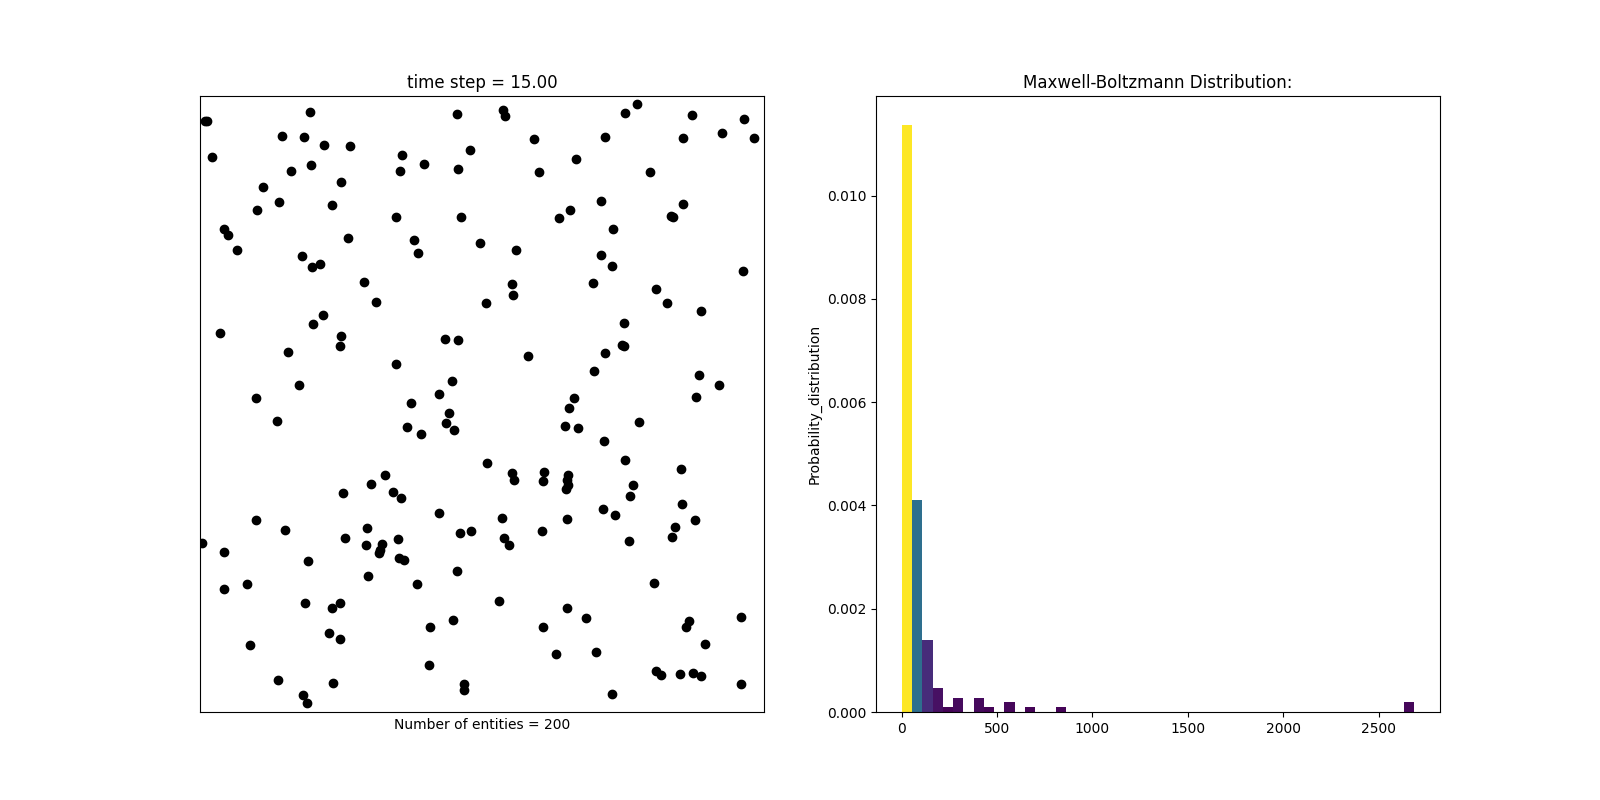 time step = 15.00
Number of entities = 200
Maxwell-Boltzmann Distribution:
Probability_distribution
0.010
0.008
0.006
0.004
0.002
0.000
0 500 1000 1500 2000 2500